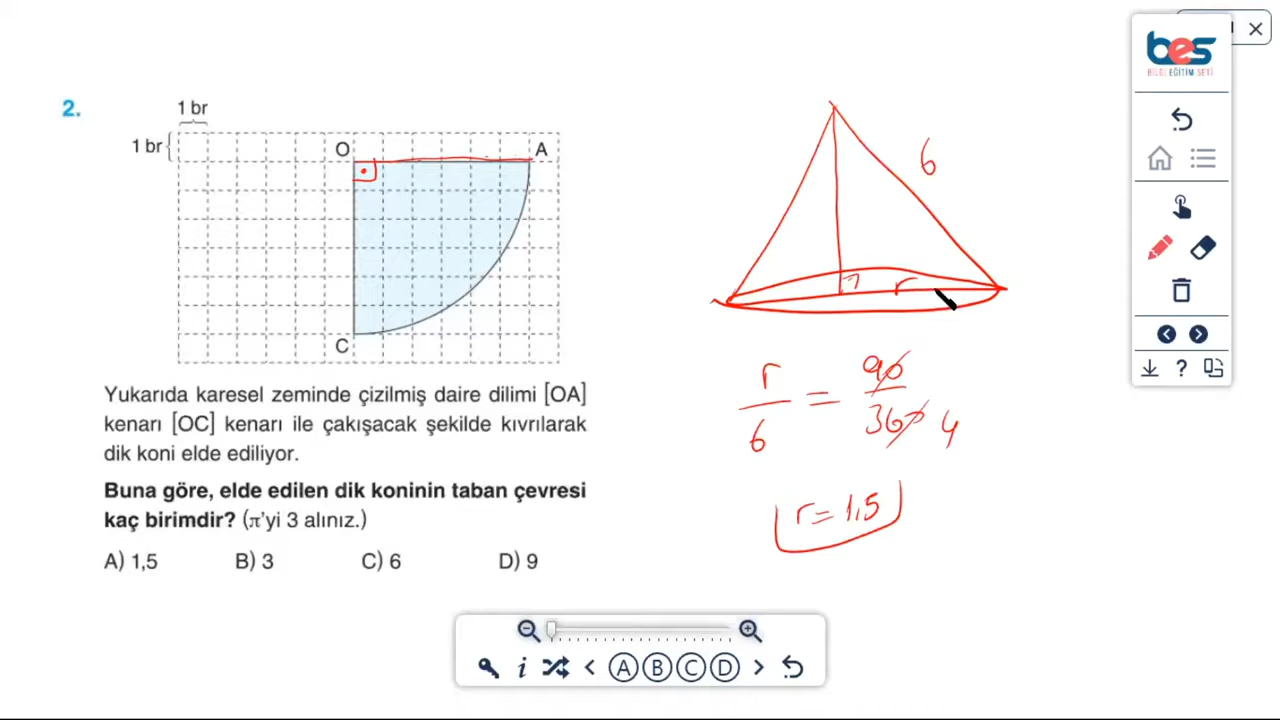 bes
BİLGE EĞİTİM SETİ
2.
1 br
1 br
O
A
C
Yukarıda karesel zeminde çizilmiş daire dilimi [OA]
kenarı [OC] kenarı ile çakışacak şekilde kıvrılarak
dik koni elde ediliyor.
Buna göre, elde edilen dik koninin taban çevresi
kaç birimdir? (π'yi 3 alınız.)
A) 1,5 B) 3 C) 6 D) 9
6
r
r/6 = 90/360 4
r = 1,5
?
i
A B C D